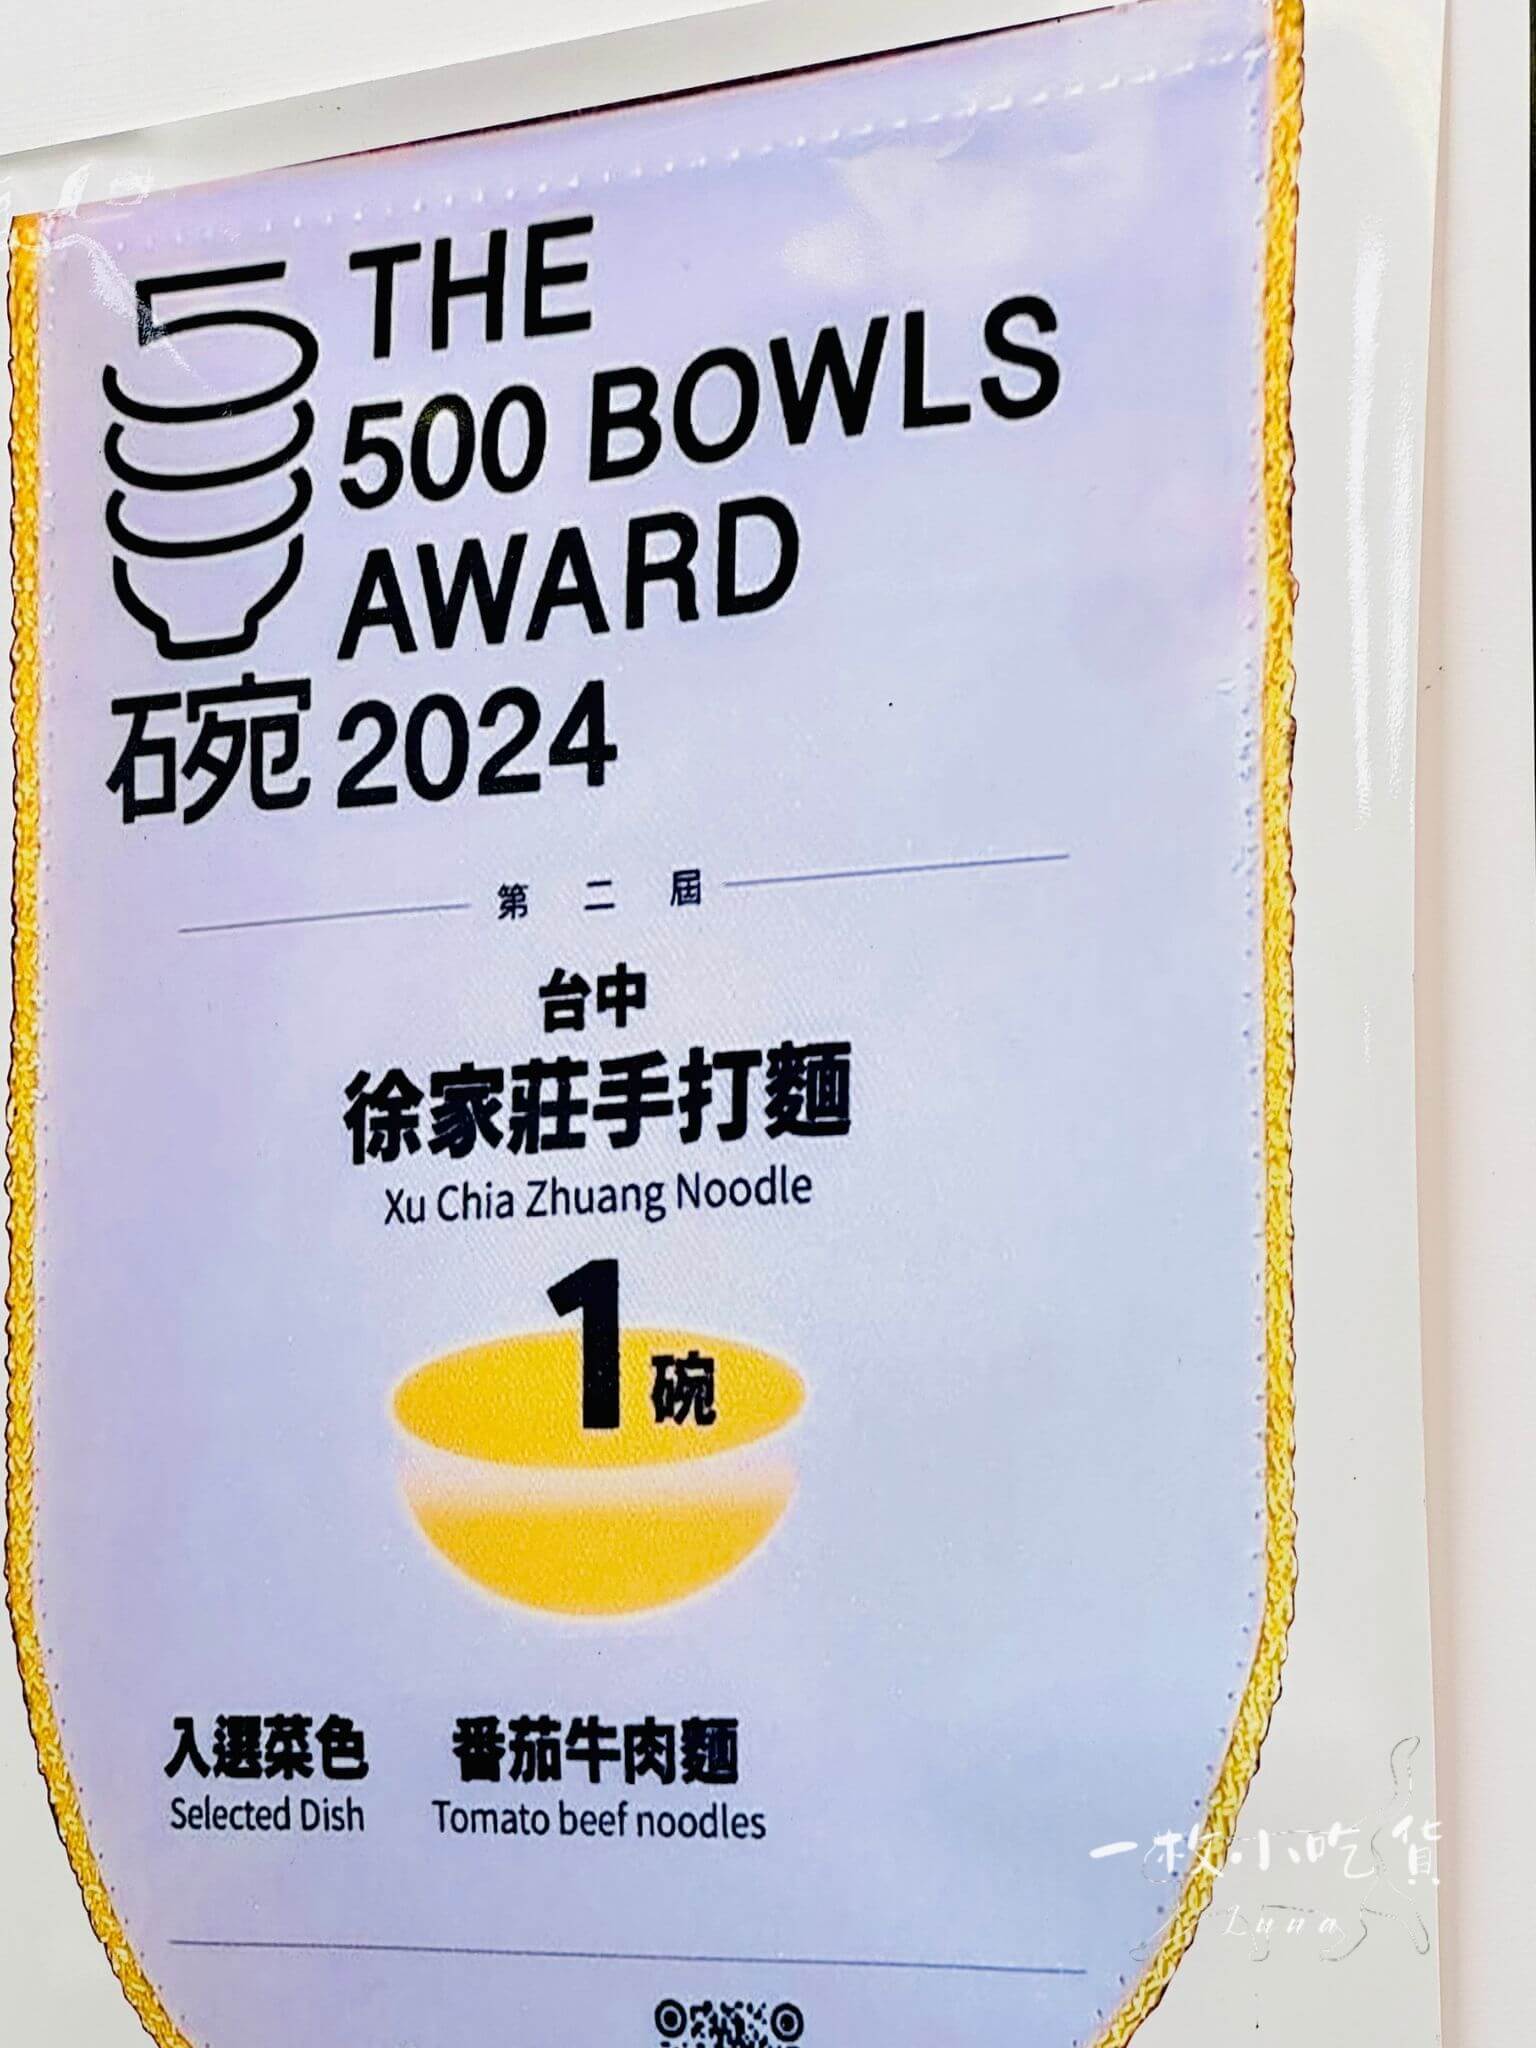 THE
500 BOWLS
AWARD
碗 2024
第二屆
台中
徐家莊手打麵
Xu Chia Zhuang Noodle
1碗
入選菜色 番茄牛肉麵
Selected Dish Tomato beef noodles
一枚小吃貨
Luna